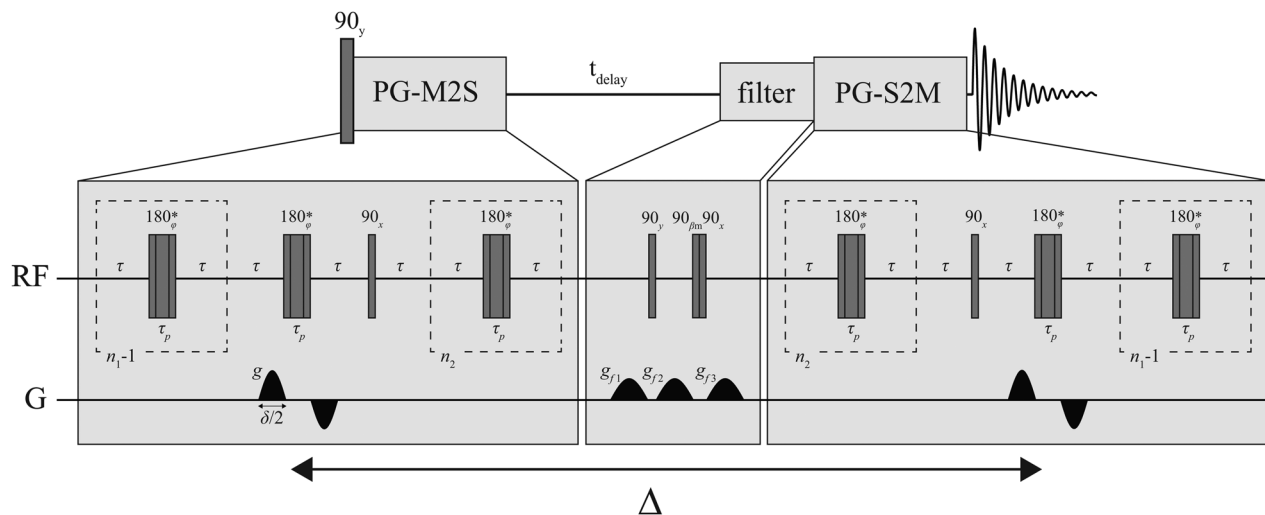 90y
PG-M2S
tdelay
filter
PG-S2M
180*φ 180*φ 90x 180*φ 90y 90βm 90x 180*φ 90x 180*φ 180*φ
RF τ τ τ τ τ τ τ τ τ τ τ τ τ τ
τp τp τp τp τp τp
n1-1 n2 n2 n1-1
g gf1 gf2 gf3
G
δ/2
Δ